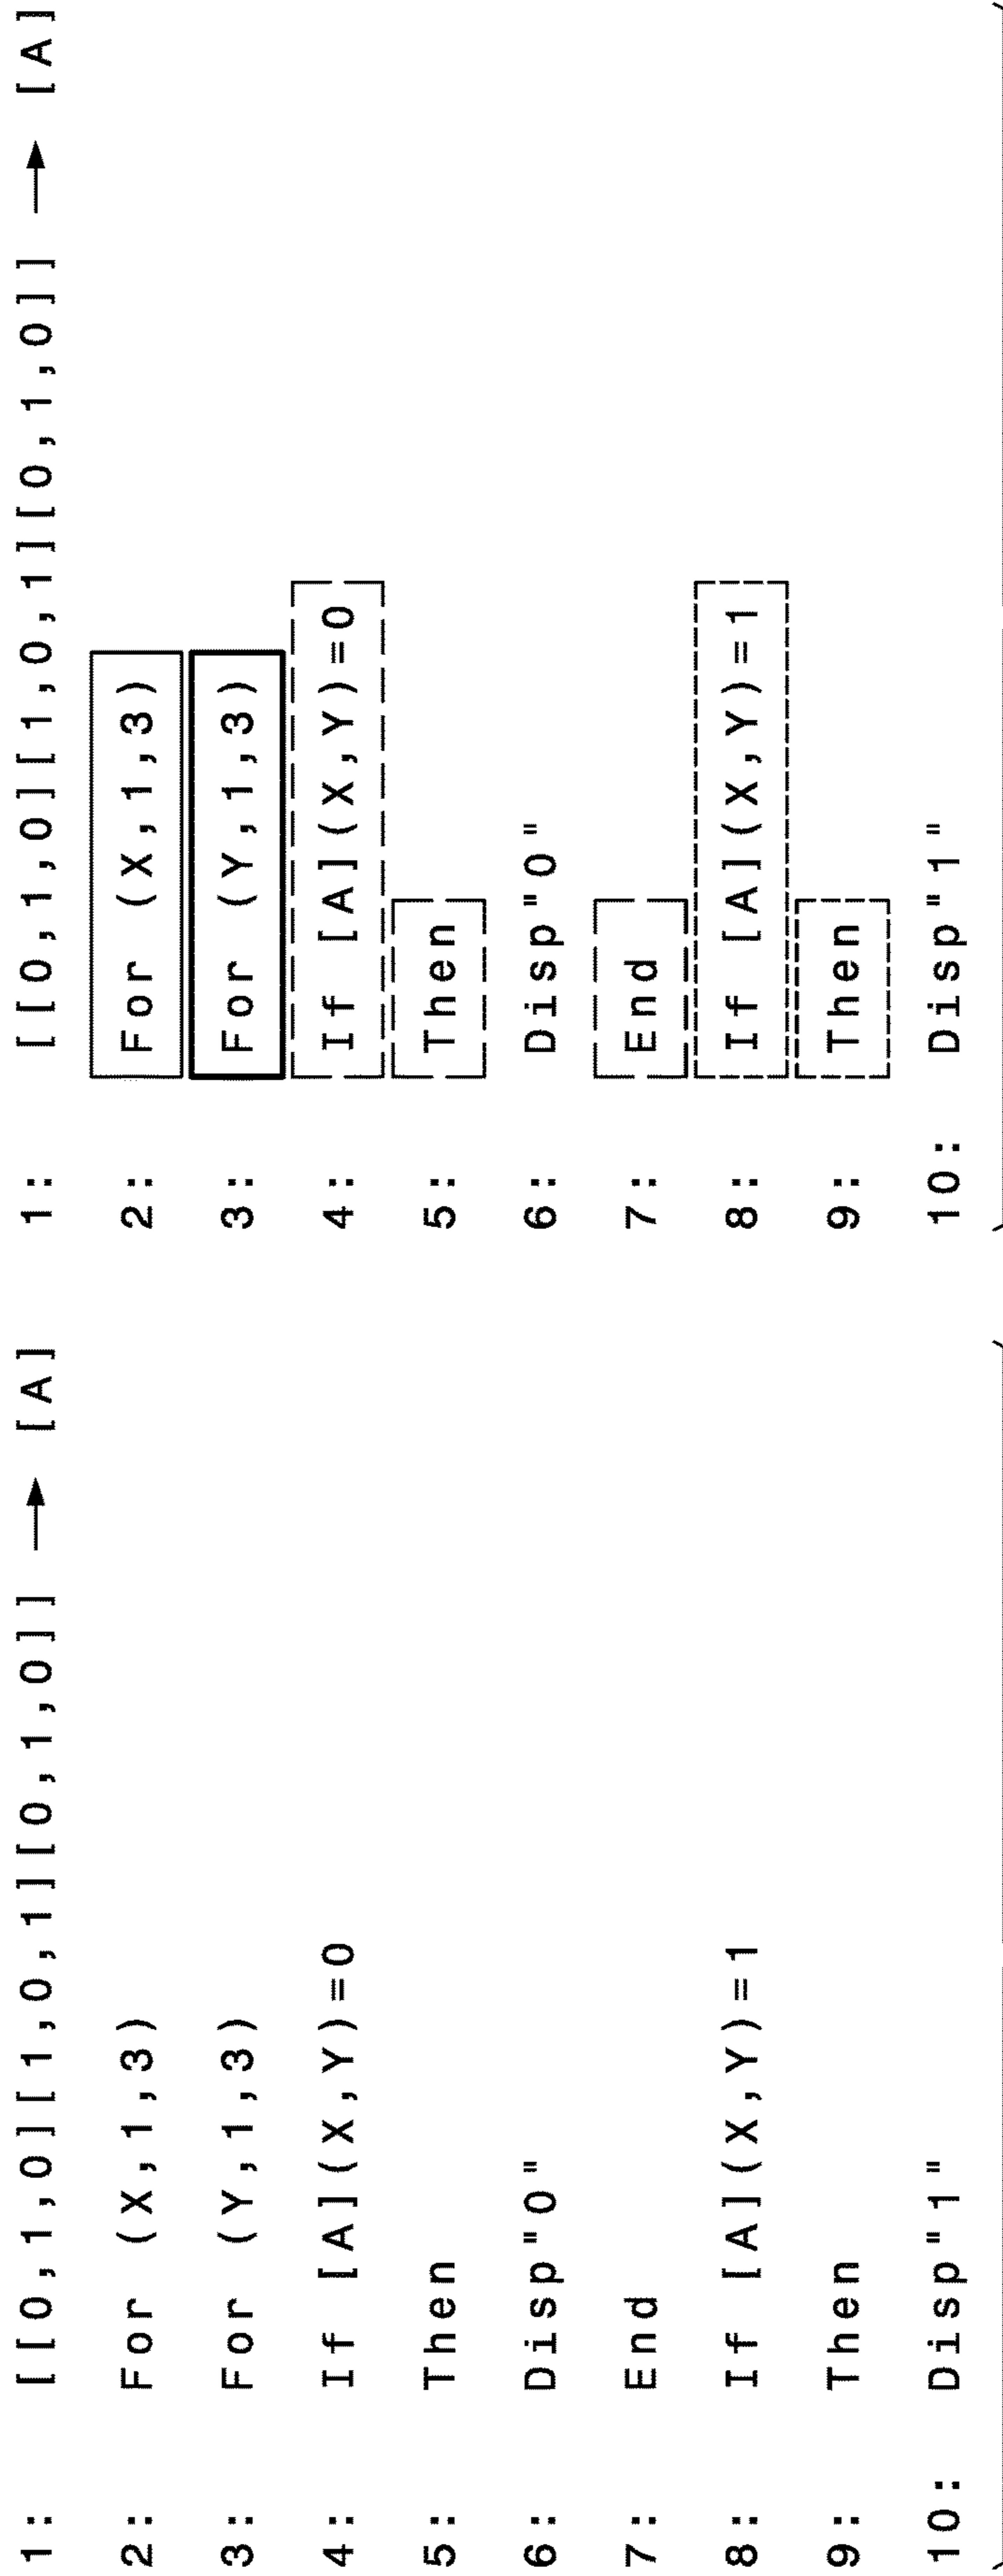 1: [[0,1,0][1,0,1][0,1,0]] → [A]
2: For (X,1,3)
3: For (Y,1,3)
4: If [A](X,Y)=0
5: Then
6: Disp"0"
7: End
8: If [A](X,Y)=1
9: Then
10: Disp"1"
1: [[0,1,0][1,0,1][0,1,0]] → [A]
2: For (X,1,3)
3: For (Y,1,3)
4: If [A](X,Y)=0
5: Then
6: Disp"0"
7: End
8: If [A](X,Y)=1
9: Then
10: Disp"1"